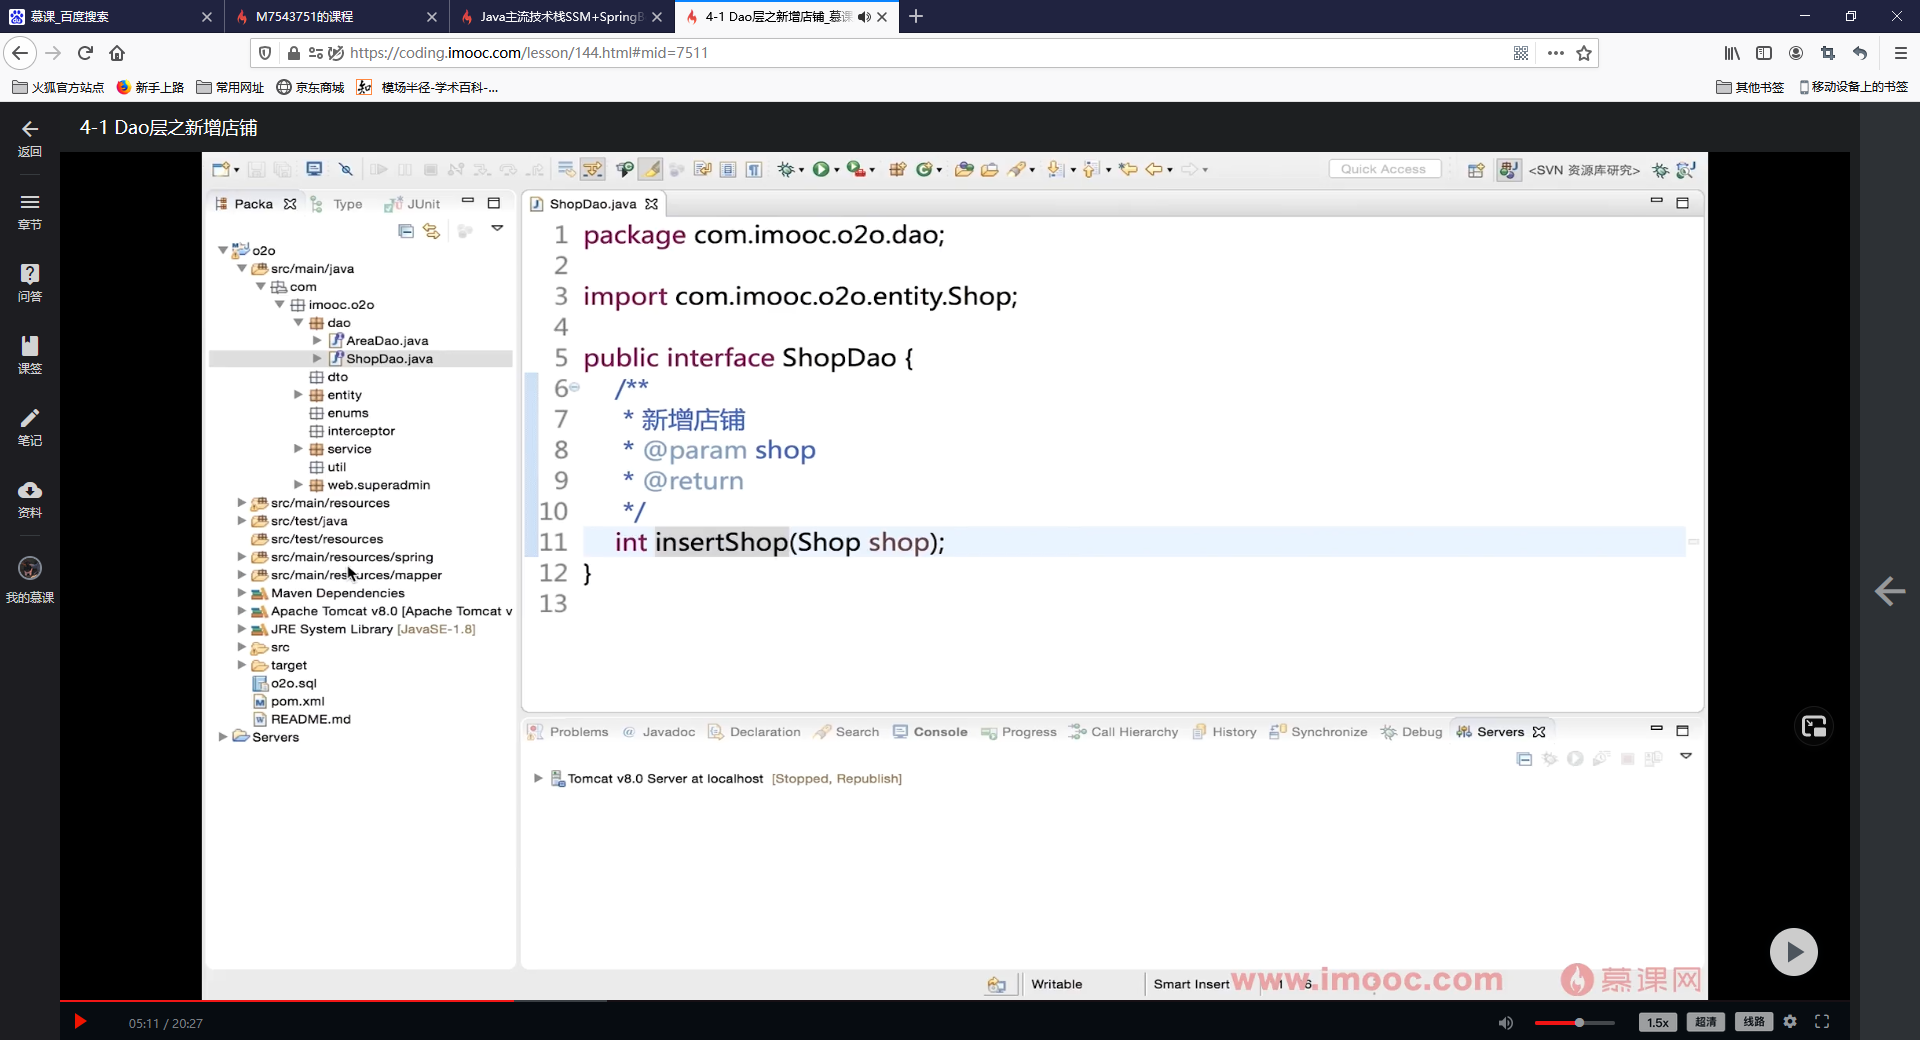 慕课_百度搜索
M7543751的课程
Java主流技术栈SSM+SpringB
4-1 Dao层之新增店铺_慕课
https://coding.imooc.com/lesson/144.html#mid=7511
火狐官方站点 新手上路 常用网址 京东商城 模场半径-学术百科-...
其他书签 移动设备上的书签
返回
4-1 Dao层之新增店铺
章节
问答
课签
笔记
资料
我的慕课
Quick Access
<SVN 资源库研究>
Packa Type JUnit
o2o
src/main/java
com
imooc.o2o
dao
AreaDao.java
ShopDao.java
dto
entity
enums
interceptor
service
util
web.superadmin
src/main/resources
src/test/java
src/test/resources
src/main/resources/spring
src/main/resources/mapper
Maven Dependencies
Apache Tomcat v8.0 [Apache Tomcat v
JRE System Library [JavaSE-1.8]
src
target
o2o.sql
pom.xml
README.md
Servers
ShopDao.java
1 package com.imooc.o2o.dao;
2
3 import com.imooc.o2o.entity.Shop;
4
5 public interface ShopDao {
6 /**
7 * 新增店铺
8 * @param shop
9 * @return
10 */
11 int insertShop(Shop shop);
12 }
13
Problems @ Javadoc Declaration Search Console Progress Call Hierarchy History Synchronize Debug Servers
Tomcat v8.0 Server at localhost [Stopped, Republish]
Writable Smart Insert
www.imooc.com 慕课网
05:11 / 20:27
1.5x 超清 线路